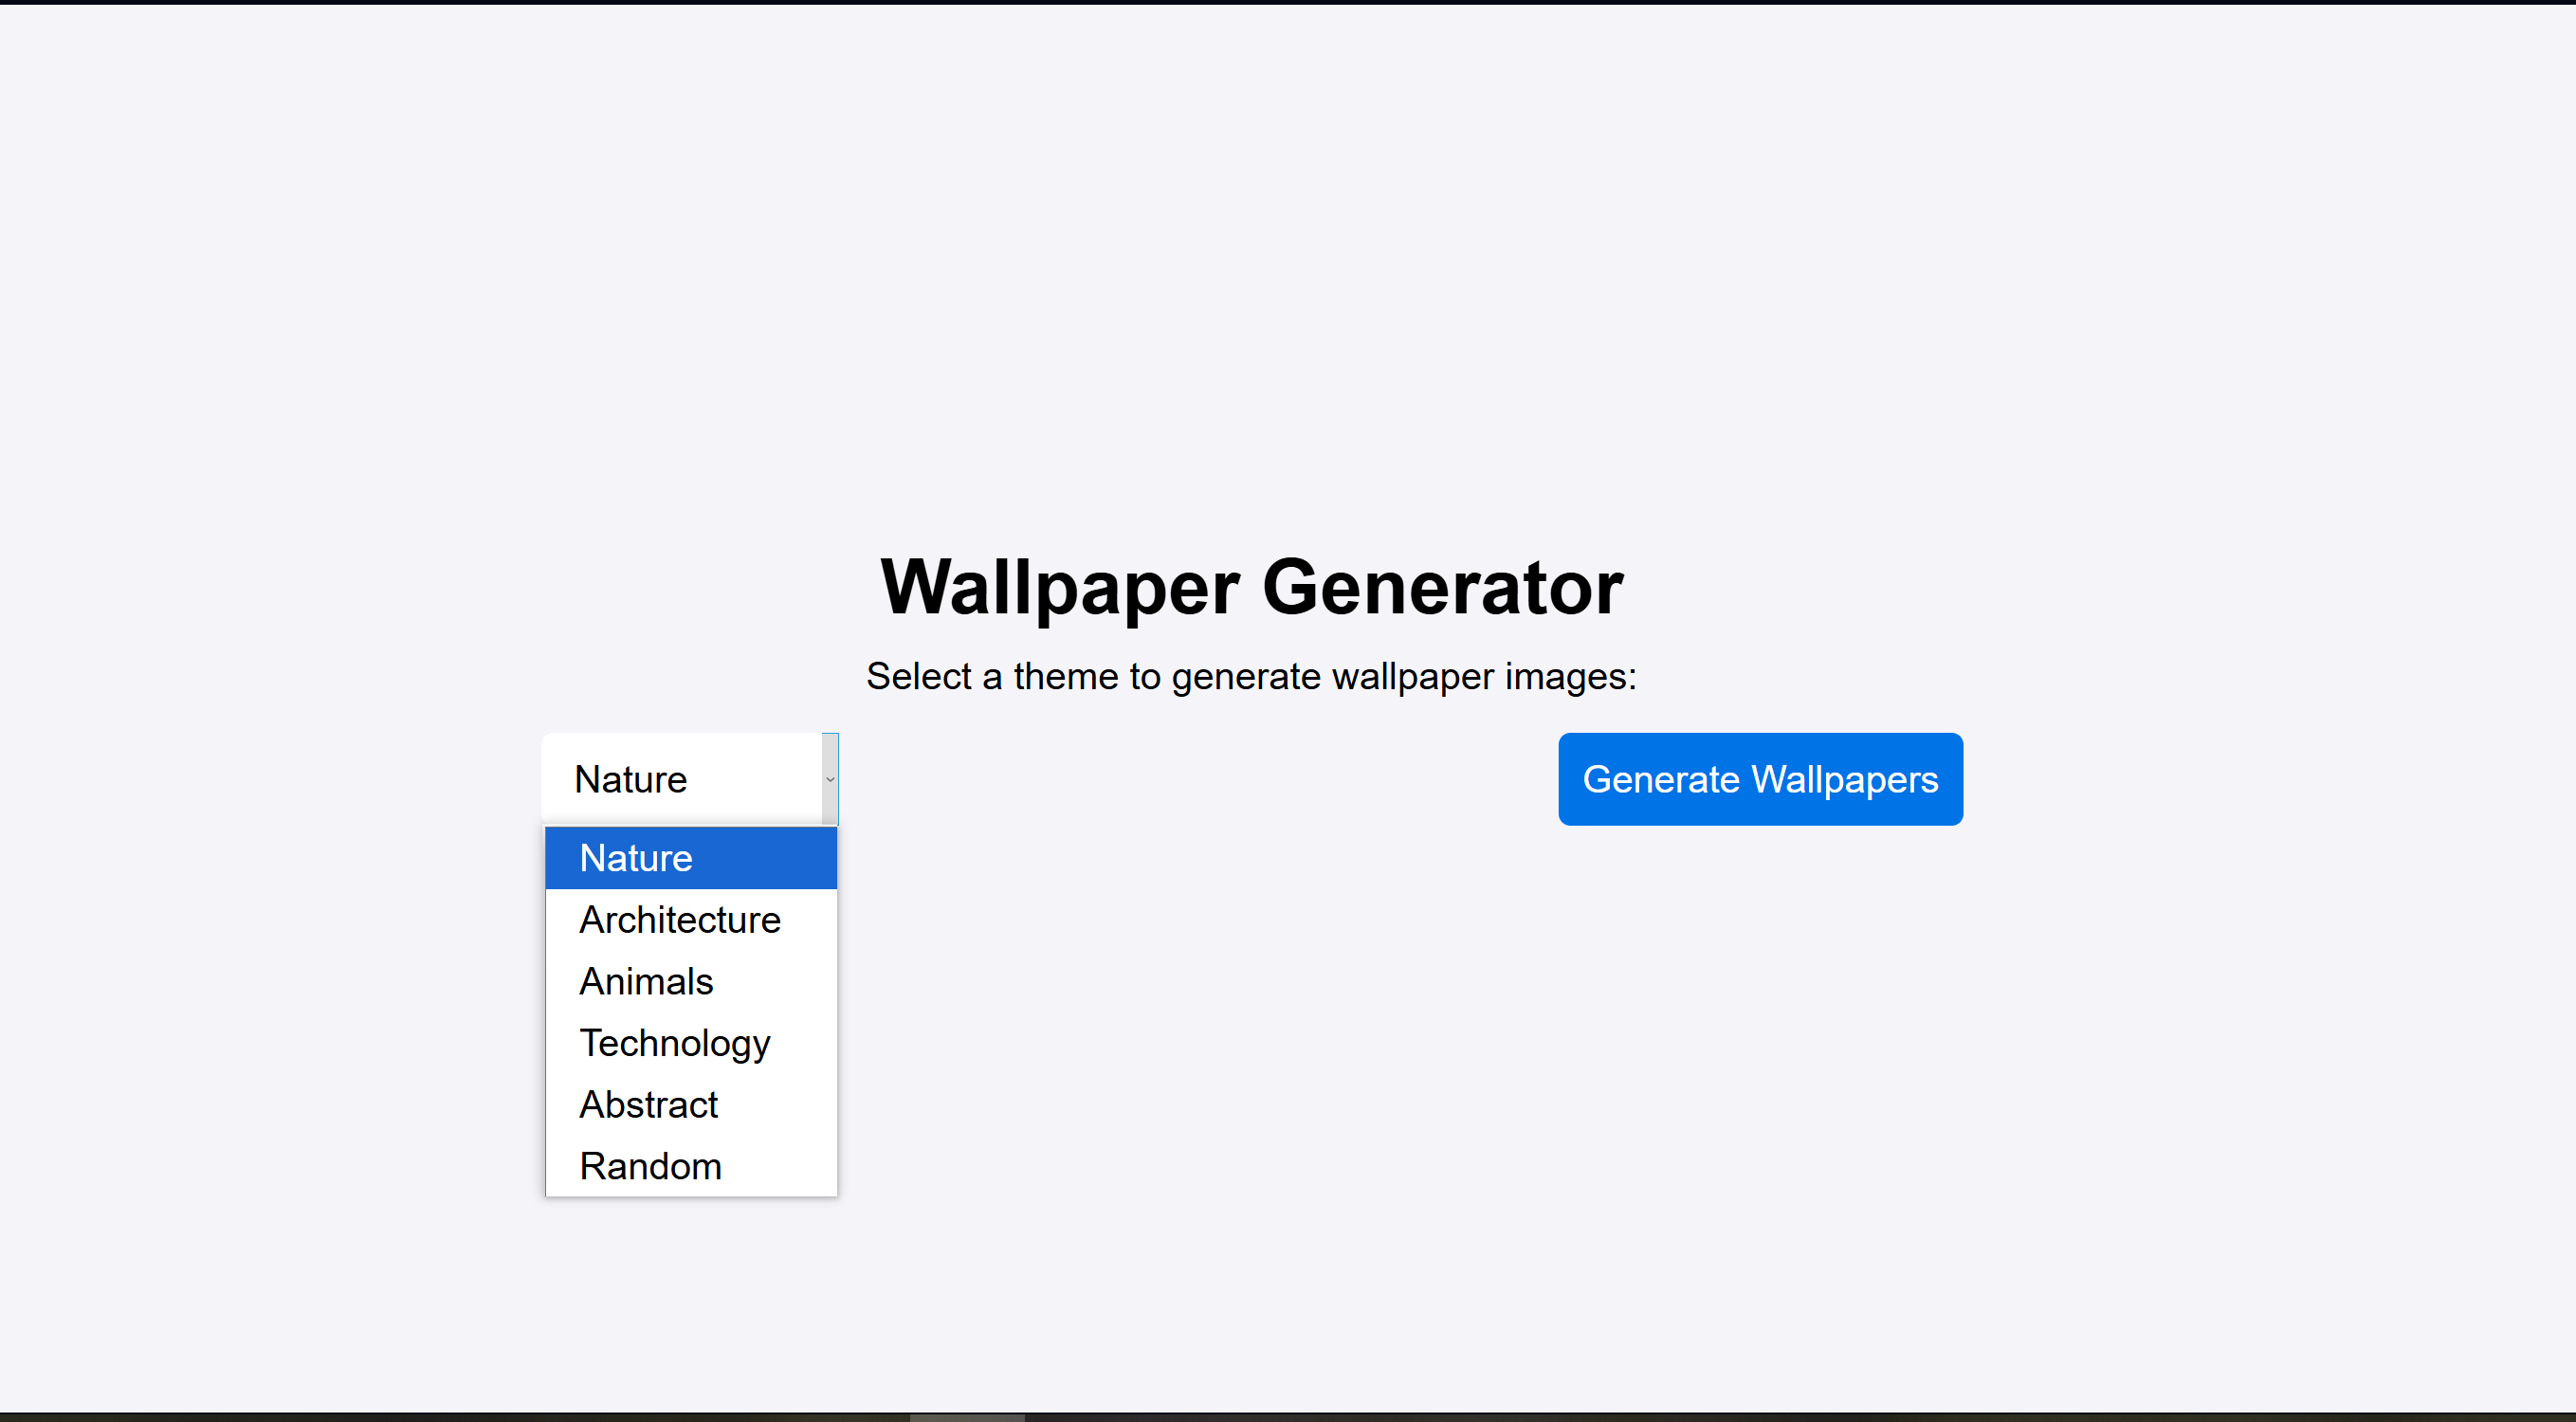 Wallpaper Generator
Select a theme to generate wallpaper images:
Nature
Generate Wallpapers
Nature
Architecture
Animals
Technology
Abstract
Random